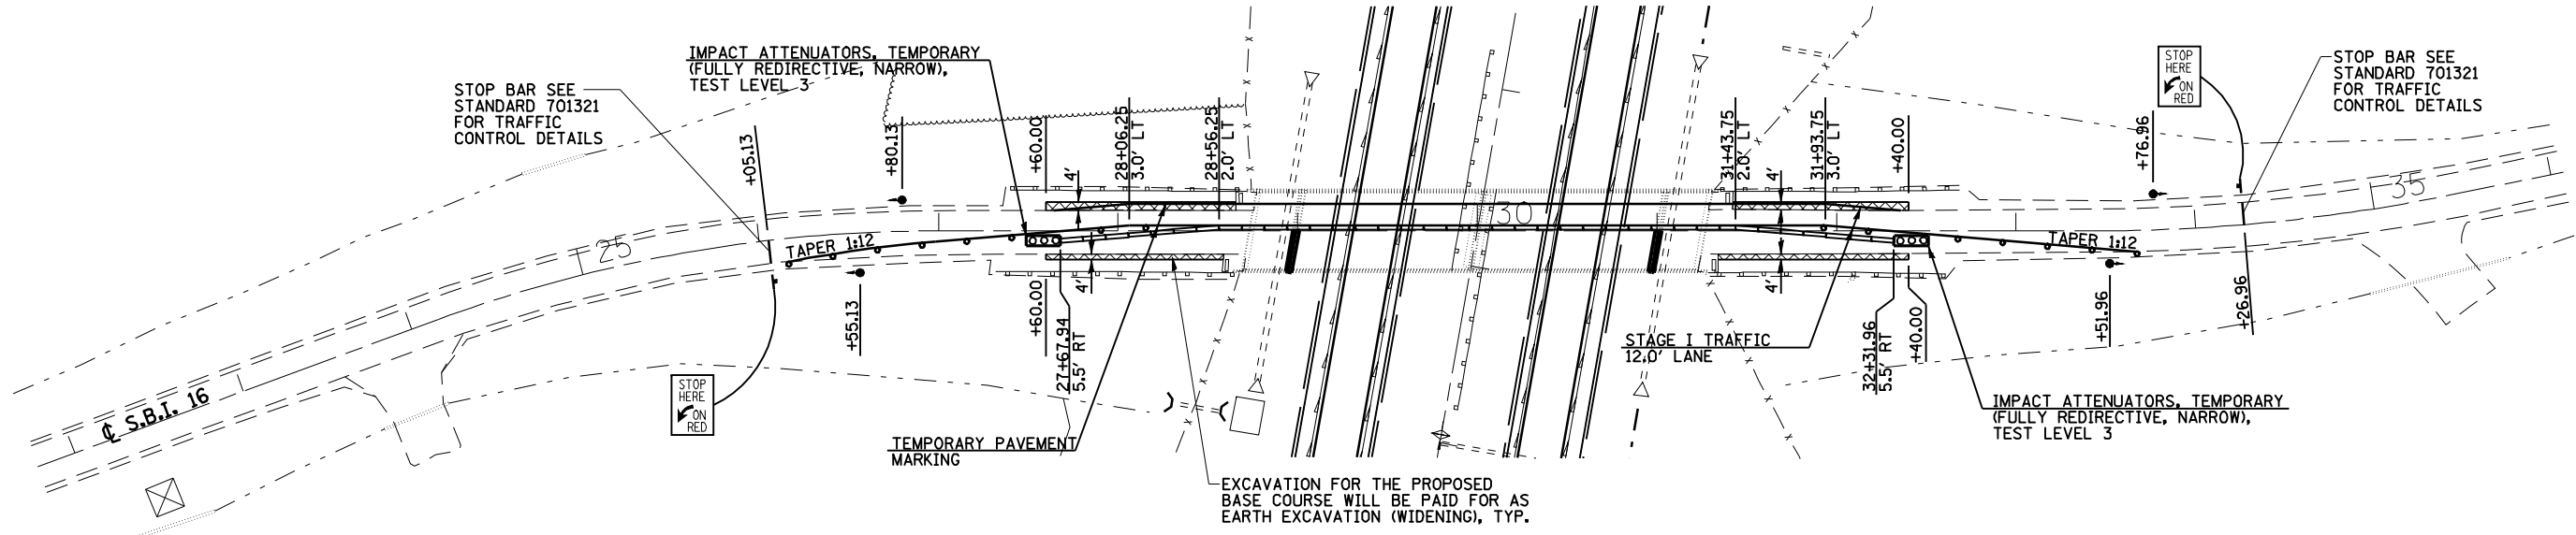 IMPACT ATTENUATORS, TEMPORARY
(FULLY REDIRECTIVE, NARROW),
TEST LEVEL 3
STOP BAR SEE
STANDARD 701321
FOR TRAFFIC
CONTROL DETAILS
+05.13
+80.13
+60.00
4'
28+06.25
3.0' LT
28+56.25
2.0' LT
31+43.75
2.0' LT
4'
31+93.75
3.0' LT
+40.00
+76.96
STOP
HERE
ON
RED
STOP BAR SEE
STANDARD 701321
FOR TRAFFIC
CONTROL DETAILS
25
TAPER 1:12
30
TAPER 1:12
35
℄ S.B.I. 16
+55.13
+60.00
27+67.94
5.5' RT
4'
4'
32+31.96
5.5' RT
+40.00
+51.96
+26.96
STAGE I TRAFFIC
12.0' LANE
STOP
HERE
ON
RED
TEMPORARY PAVEMENT
MARKING
IMPACT ATTENUATORS, TEMPORARY
(FULLY REDIRECTIVE, NARROW),
TEST LEVEL 3
EXCAVATION FOR THE PROPOSED
BASE COURSE WILL BE PAID FOR AS
EARTH EXCAVATION (WIDENING), TYP.